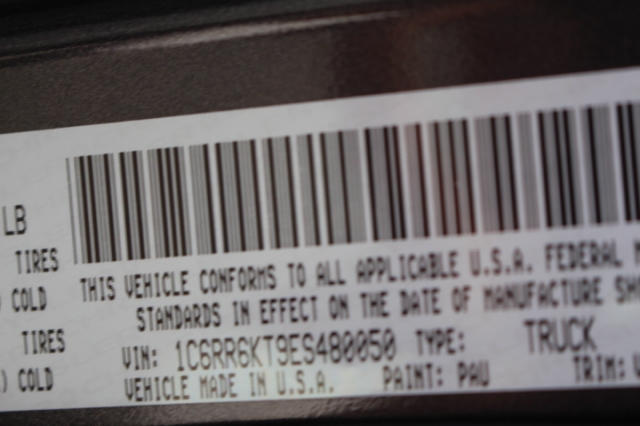 LB
TIRES
) COLD
TIRES
) COLD
THIS VEHICLE CONFORMS TO ALL APPLICABLE U.S.A. FEDERAL M
STANDARDS IN EFFECT ON THE DATE OF MANUFACTURE SH
VIN: 1C6RR6KT9ES480050 TYPE: TRUCK
VEHICLE MADE IN U.S.A. PAINT: PAU TRIM: